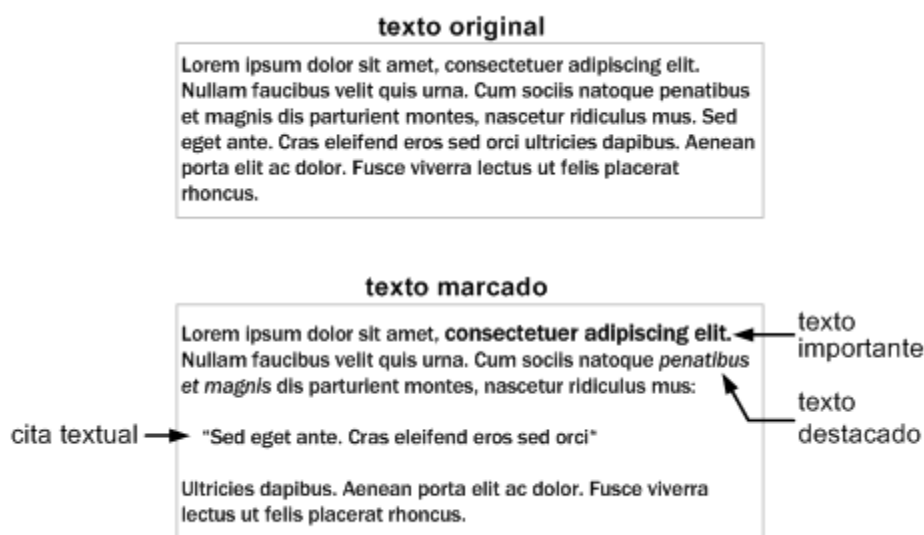 texto original
Lorem ipsum dolor sit amet, consectetuer adipiscing elit.
Nullam faucibus velit quis urna. Cum sociis natoque penatibus
et magnis dis parturient montes, nascetur ridiculus mus. Sed
eget ante. Cras eleifend eros sed orci ultricies dapibus. Aenean
porta elit ac dolor. Fusce viverra lectus ut felis placerat
rhoncus.
texto marcado
Lorem ipsum dolor sit amet, consectetuer adipiscing elit.
Nullam faucibus velit quis urna. Cum sociis natoque penatibus
et magnis dis parturient montes, nascetur ridiculus mus:
"Sed eget ante. Cras eleifend eros sed orci"
Ultricies dapibus. Aenean porta elit ac dolor. Fusce viverra
lectus ut felis placerat rhoncus.
texto
importante
texto
destacado
cita textual